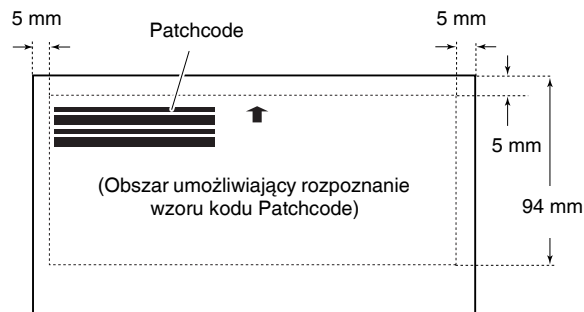 5 mm
Patchcode
5 mm
5 mm
(Obszar umożliwiający rozpoznanie
wzoru kodu Patchcode)
94 mm